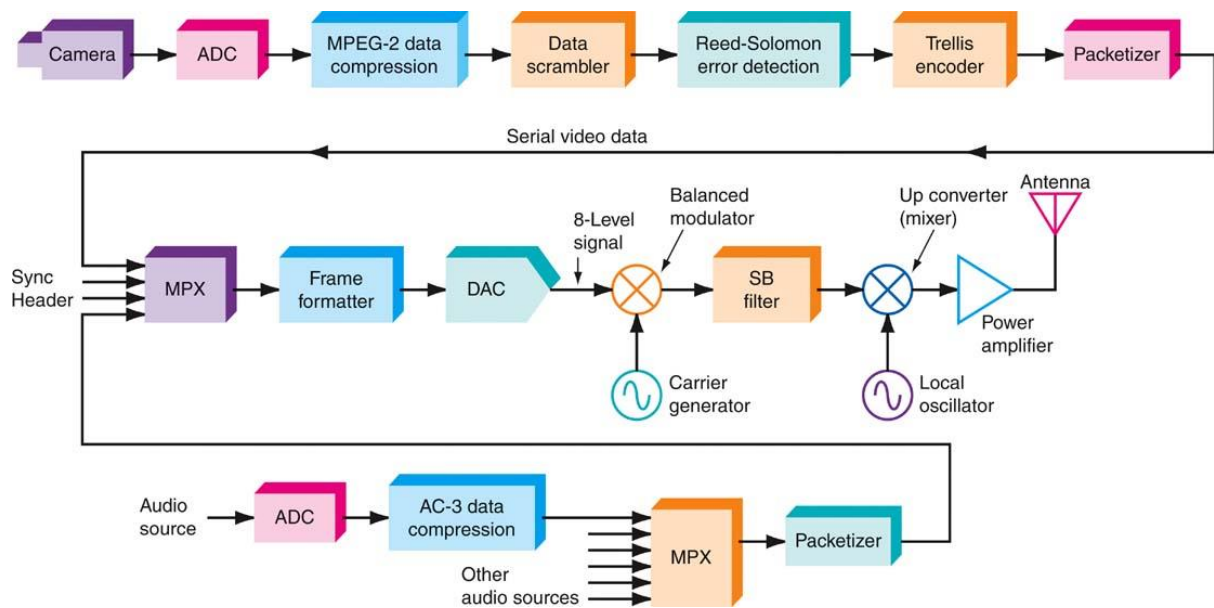 Camera
ADC
MPEG-2 data
compression
Data
scrambler
Reed-Solomon
error detection
Trellis
encoder
Packetizer
Serial video data
Antenna
Up converter
(mixer)
Balanced
modulator
8-Level
signal
Sync
Header
MPX
Frame
formatter
DAC
SB
filter
Power
amplifier
Carrier
generator
Local
oscillator
Audio
source
ADC
AC-3 data
compression
MPX
Packetizer
Other
audio sources